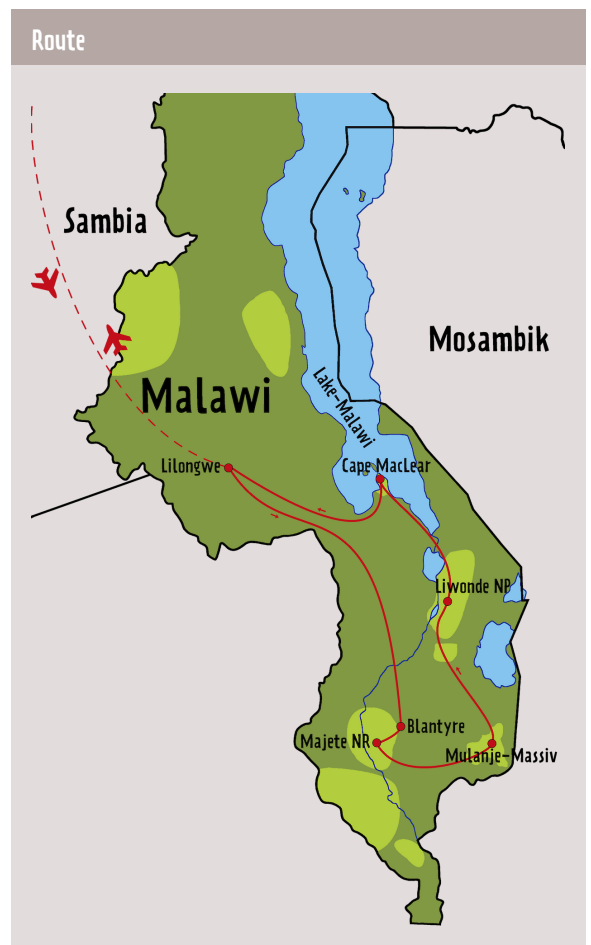 Route
Sambia
Mosambik
Malawi
Lake-Malawi
Lilongwe
Cape MacLear
Liwonde NP
Blantyre
Majete NR
Mulanje-Massiv